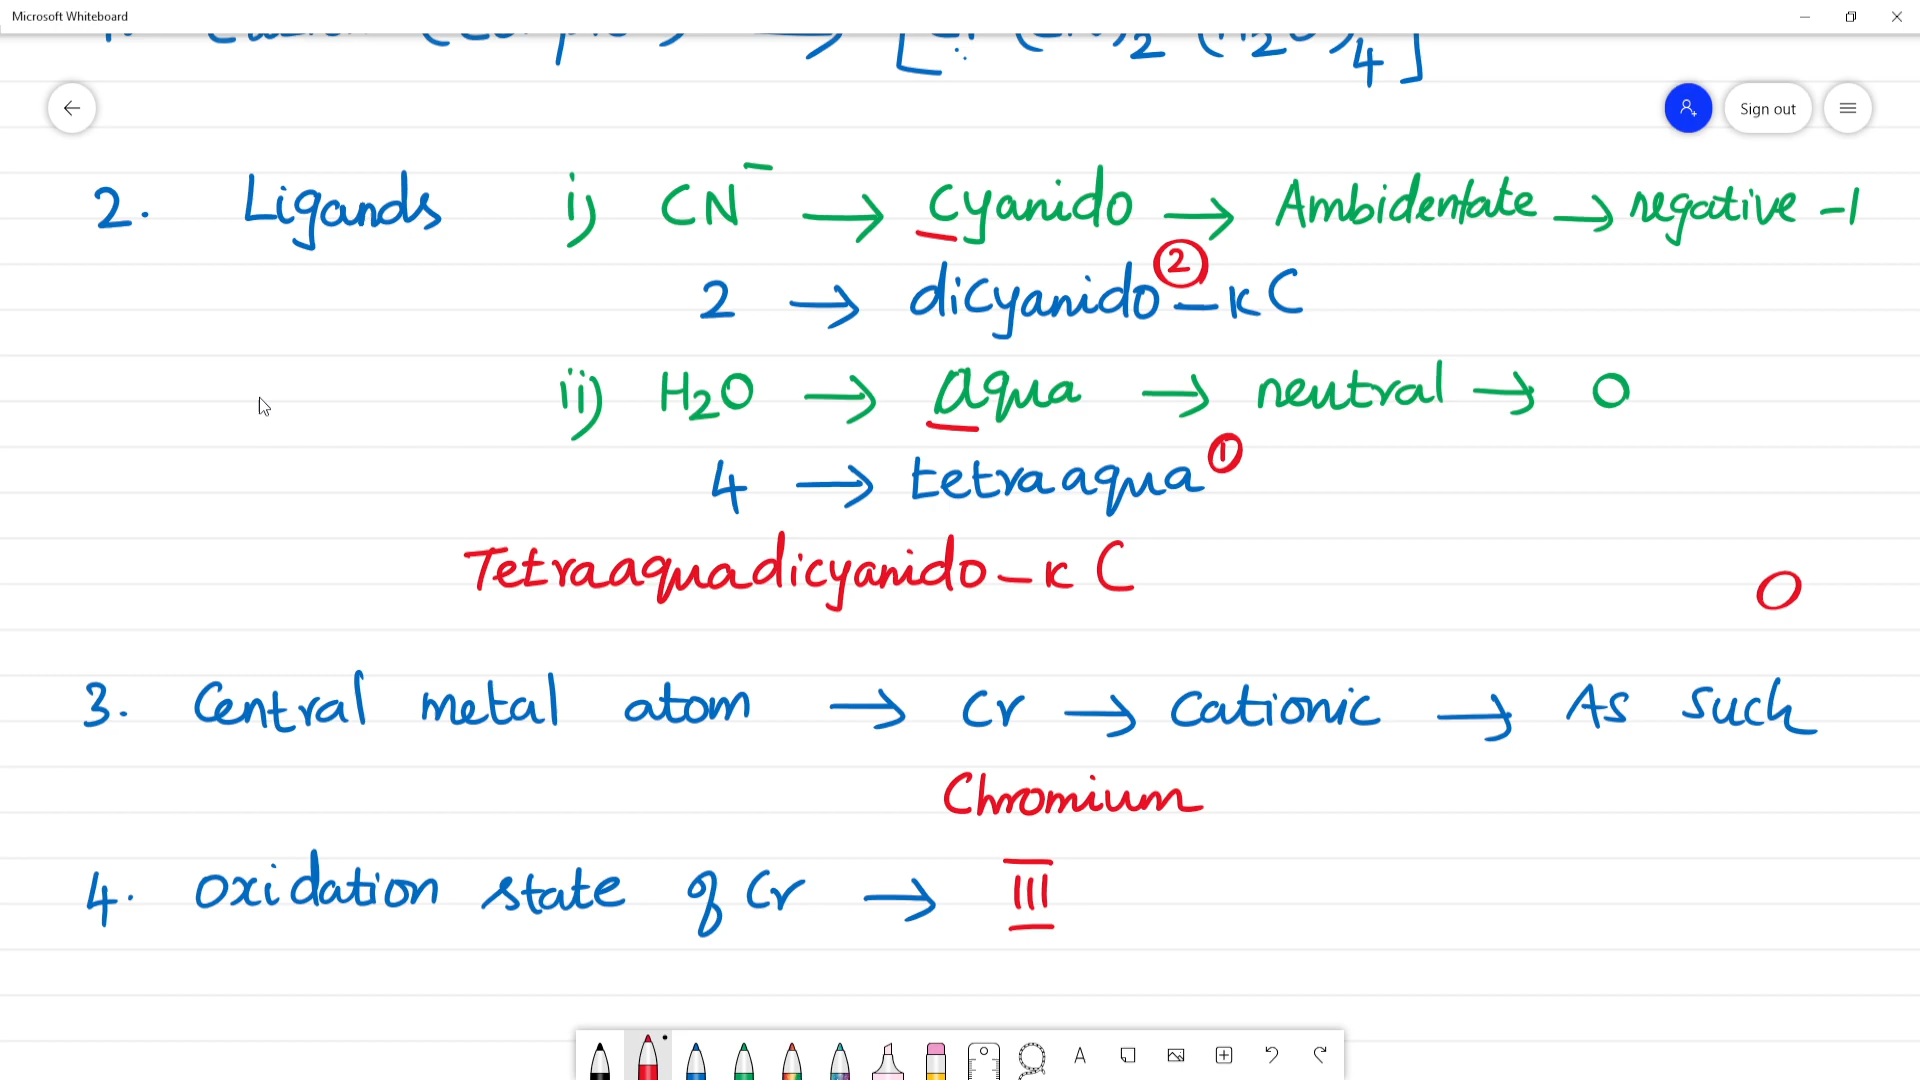 Microsoft Whiteboard
Sign out
2. Ligands i) CN⁻ → Cyanido → Ambidentate → negative -1
2 → dicyanido-κC ②
ii) H₂O → aqua → neutral → 0
4 → tetraaqua ①
Tetraaquadicyanido-κC
0
3. Central metal atom → Cr → Cationic → As such
Chromium
4. Oxidation state of Cr → III